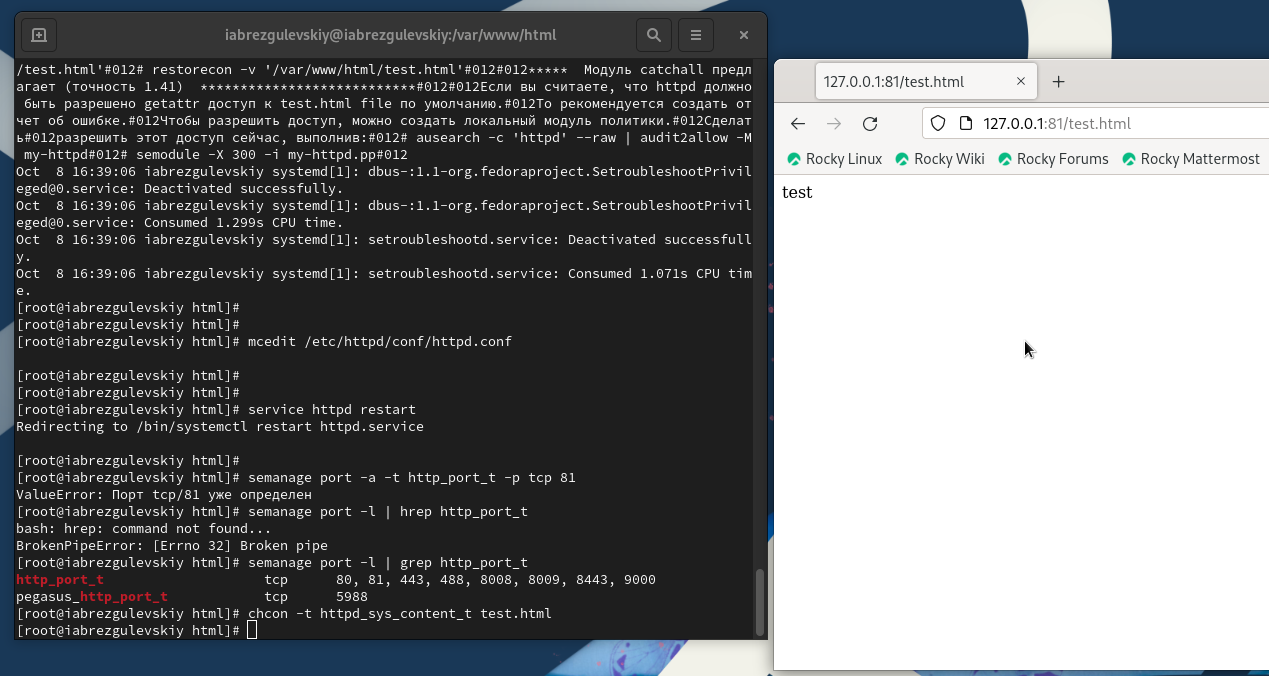 iabrezgulevskiy@iabrezgulevskiy:/var/www/html
/test.html'#012# restorecon -v '/var/www/html/test.html'#012#012*****  Модуль catchall предл
агает (точность 1.41)  ***************************#012#012Если вы считаете, что httpd должно
 быть разрешено getattr доступ к test.html file по умолчанию.#012То рекомендуется создать от
чет об ошибке.#012Чтобы разрешить доступ, можно создать локальный модуль политики.#012Сделат
ь#012разрешить этот доступ сейчас, выполнив:#012# ausearch -c 'httpd' --raw | audit2allow -M
 my-httpd#012# semodule -X 300 -i my-httpd.pp#012
Oct  8 16:39:06 iabrezgulevskiy systemd[1]: dbus-:1.1-org.fedoraproject.SetroubleshootPrivil
eged@0.service: Deactivated successfully.
Oct  8 16:39:06 iabrezgulevskiy systemd[1]: dbus-:1.1-org.fedoraproject.SetroubleshootPrivil
eged@0.service: Consumed 1.299s CPU time.
Oct  8 16:39:06 iabrezgulevskiy systemd[1]: setroubleshootd.service: Deactivated successfull
y.
Oct  8 16:39:06 iabrezgulevskiy systemd[1]: setroubleshootd.service: Consumed 1.071s CPU tim
e.
[root@iabrezgulevskiy html]#
[root@iabrezgulevskiy html]#
[root@iabrezgulevskiy html]# mcedit /etc/httpd/conf/httpd.conf
[root@iabrezgulevskiy html]#
[root@iabrezgulevskiy html]#
[root@iabrezgulevskiy html]# service httpd restart
Redirecting to /bin/systemctl restart httpd.service
[root@iabrezgulevskiy html]#
[root@iabrezgulevskiy html]# semanage port -a -t http_port_t -p tcp 81
ValueError: Порт tcp/81 уже определен
[root@iabrezgulevskiy html]# semanage port -l | hrep http_port_t
bash: hrep: command not found...
BrokenPipeError: [Errno 32] Broken pipe
[root@iabrezgulevskiy html]# semanage port -l | grep http_port_t
http_port_t                    tcp      80, 81, 443, 488, 8008, 8009, 8443, 9000
pegasus_http_port_t            tcp      5988
[root@iabrezgulevskiy html]# chcon -t httpd_sys_content_t test.html
[root@iabrezgulevskiy html]#
127.0.0.1:81/test.html
127.0.0.1:81/test.html
Rocky Linux Rocky Wiki Rocky Forums Rocky Mattermost
test